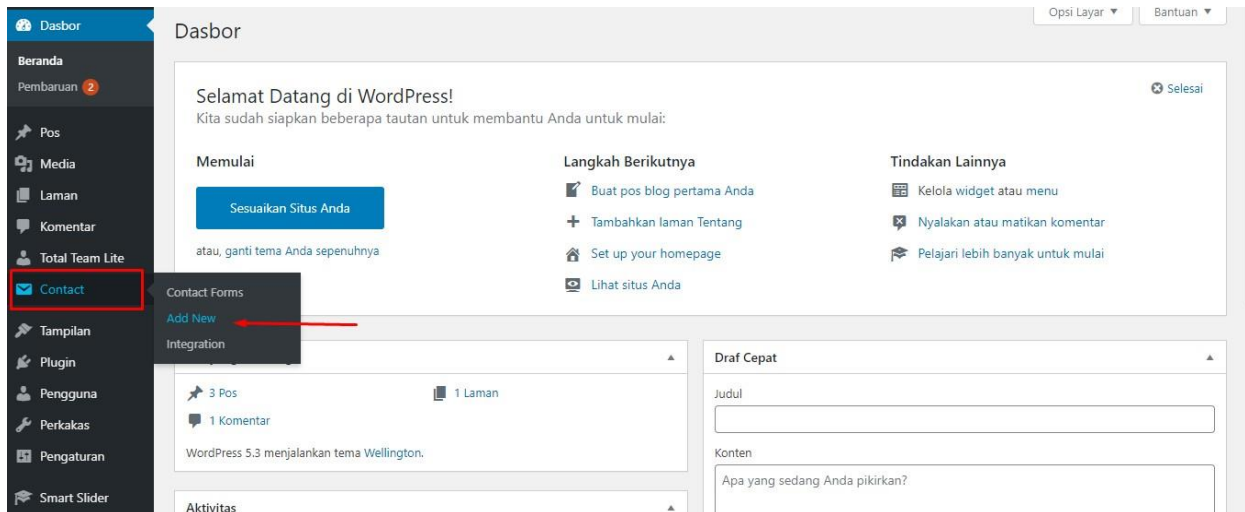 Opsi Layar ▼
Bantuan ▼
Dasbor
Beranda
Pembaruan 2
Pos
Media
Laman
Komentar
Total Team Lite
Contact
Tampilan
Plugin
Pengguna
Perkakas
Pengaturan
Smart Slider
Contact Forms
Add New
Integration
Dasbor
Selamat Datang di WordPress!
Kita sudah siapkan beberapa tautan untuk membantu Anda untuk mulai:
Selesai
Memulai
Sesuaikan Situs Anda
atau, ganti tema Anda sepenuhnya
Langkah Berikutnya
Buat pos blog pertama Anda
Tambahkan laman Tentang
Set up your homepage
Lihat situs Anda
Tindakan Lainnya
Kelola widget atau menu
Nyalakan atau matikan komentar
Pelajari lebih banyak untuk mulai
3 Pos
1 Laman
1 Komentar
WordPress 5.3 menjalankan tema Wellington.
Aktivitas
Draf Cepat
Judul
Konten
Apa yang sedang Anda pikirkan?